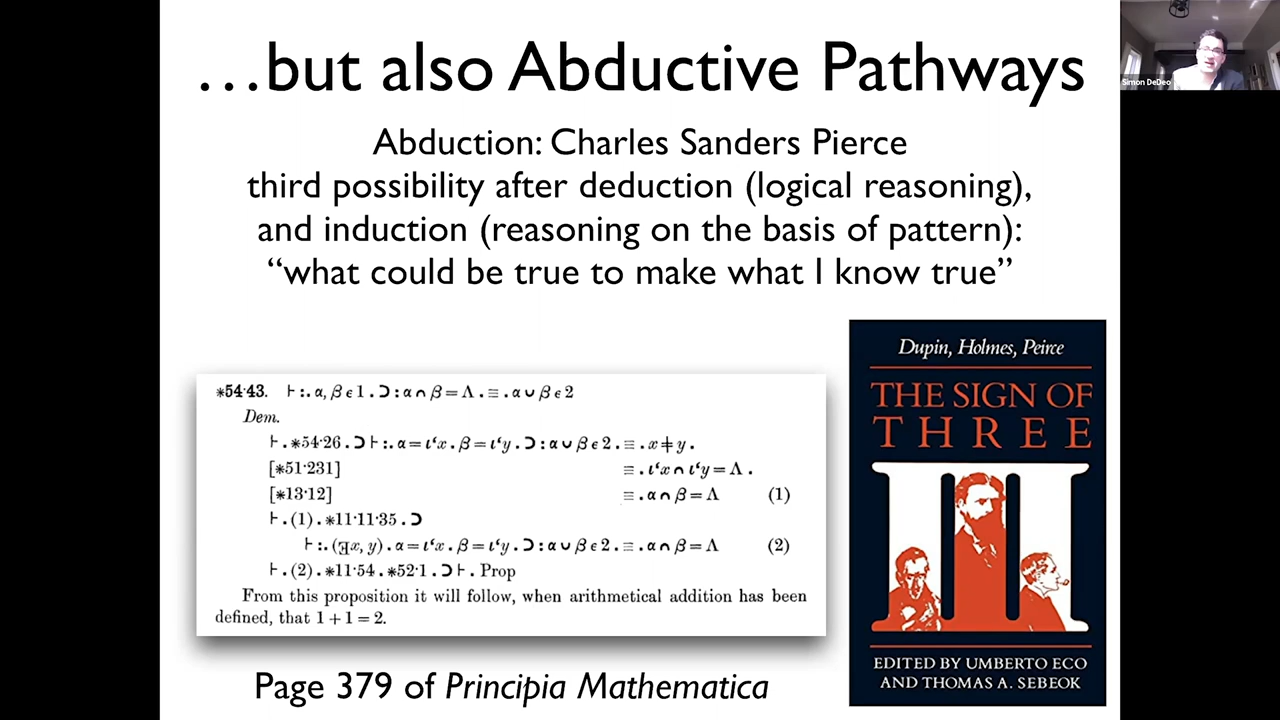 …but also Abductive Pathways
Simon DeDeo
Abduction: Charles Sanders Pierce
third possibility after deduction (logical reasoning),
and induction (reasoning on the basis of pattern):
“what could be true to make what I know true”
∗54·43. ⊢ :. α, β ϵ 1 . ⊃ : α ∩ β = Λ . ≡ . α ∪ β ϵ 2
Dem.
⊢ . ∗54·26 . ⊃ ⊢ :. α = ι‘x . β = ι‘y . ⊃ : α ∪ β ϵ 2 . ≡ . x ≠ y .
[∗51·231] ≡ . ι‘x ∩ ι‘y = Λ .
[∗13·12] ≡ . α ∩ β = Λ (1)
⊢ . (1) . ∗11·11·35 . ⊃
⊢ :. (ꓱx, y) . α = ι‘x . β = ι‘y . ⊃ : α ∪ β ϵ 2 . ≡ . α ∩ β = Λ (2)
⊢ . (2) . ∗11·54 . ∗52·1 . ⊃ ⊢ . Prop
From this proposition it will follow, when arithmetical addition has been
defined, that 1 + 1 = 2.
Page 379 of Principia Mathematica
Dupin, Holmes, Peirce
THE SIGN OF
THREE
III
EDITED BY UMBERTO ECO
AND THOMAS A. SEBEOK